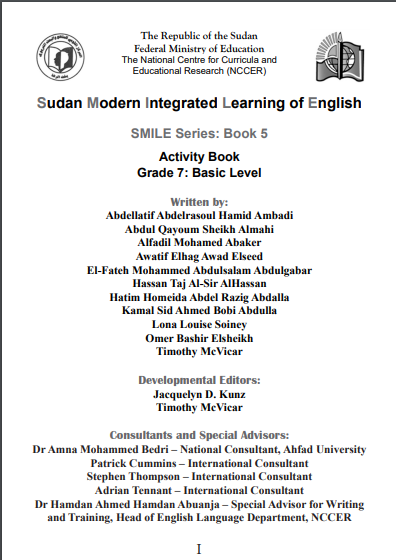 The Republic of the Sudan
Federal Ministry of Education
The National Centre for Curricula and
Educational Research (NCCER)
Sudan Modern Integrated Learning of English
SMILE Series: Book 5
Activity Book
Grade 7: Basic Level
Written by:
Abdellatif Abdelrasoul Hamid Ambadi
Abdul Qayoum Sheikh Almahi
Alfadil Mohamed Abaker
Awatif Elhag Awad Elseed
El-Fateh Mohammed Abdulsalam Abdulgabar
Hassan Taj Al-Sir AlHassan
Hatim Homeida Abdel Razig Abdalla
Kamal Sid Ahmed Bobi Abdulla
Lona Louise Soiney
Omer Bashir Elsheikh
Timothy McVicar
Developmental Editors:
Jacquelyn D. Kunz
Timothy McVicar
Consultants and Special Advisors:
Dr Amna Mohammed Bedri – National Consultant, Ahfad University
Patrick Cummins – International Consultant
Stephen Thompson – International Consultant
Adrian Tennant – International Consultant
Dr Hamdan Ahmed Hamdan Abuanja – Special Advisor for Writing
and Training, Head of English Language Department, NCCER
I